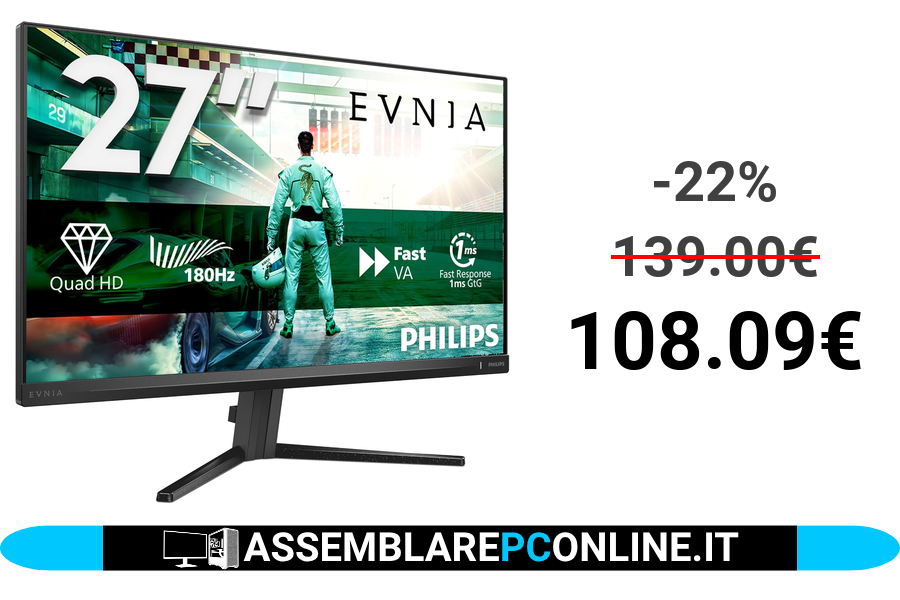 27"
EVNIA
29
Quad HD
180Hz
Fast
VA
1ms
Fast Response
1ms GtG
PHILIPS
EVNIA
PHILIPS
-22%
139.00€
108.09€
ASSEMBLAREPCONLINE.IT